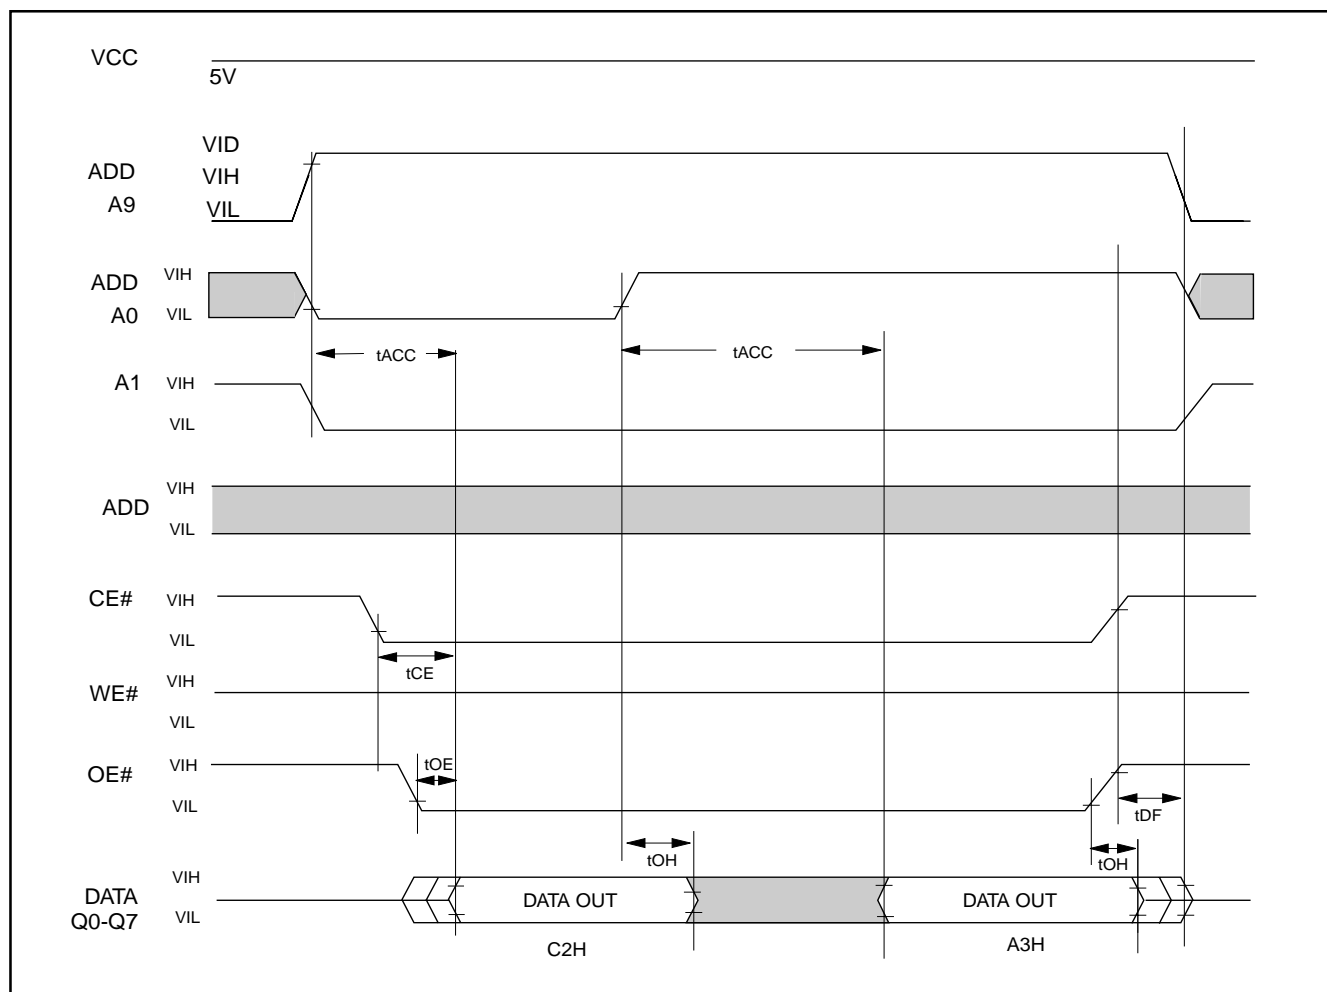 VCC
5V
VID
ADD
VIH
A9
VIL
ADD
VIH
A0
VIL
tACC
tACC
A1
VIH
VIL
ADD
VIH
VIL
CE#
VIH
VIL
tCE
WE#
VIH
VIL
OE#
VIH
tOE
VIL
tDF
tOH
tOH
VIH
DATA
DATA OUT
DATA OUT
Q0-Q7
VIL
C2H
A3H